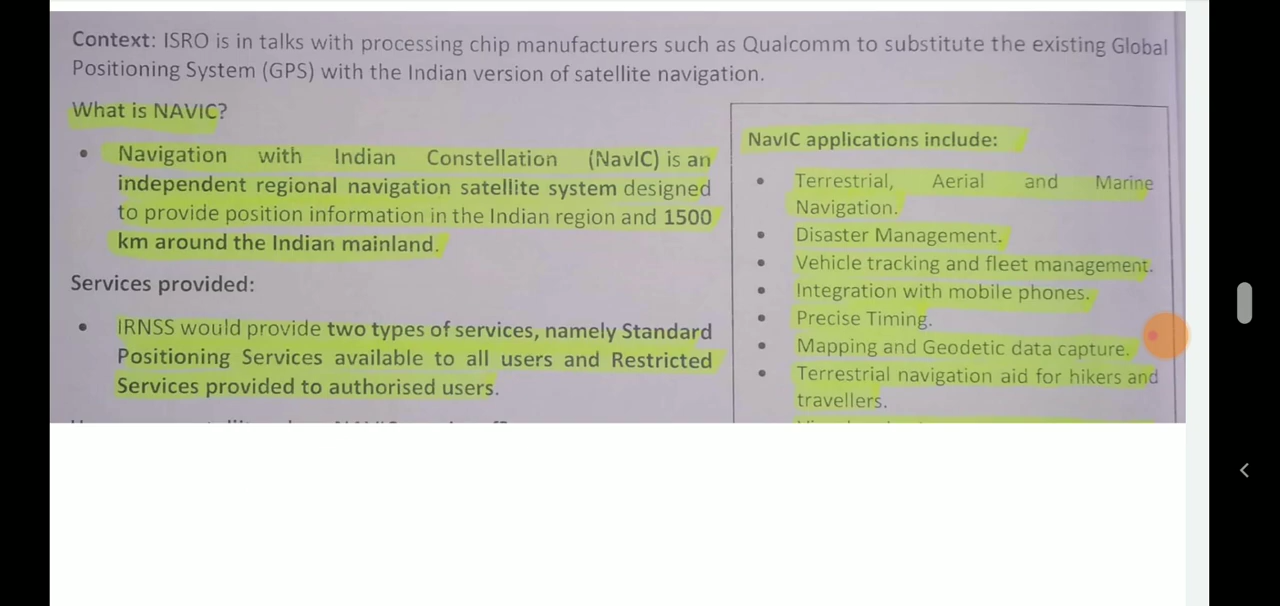 Context: ISRO is in talks with processing chip manufacturers such as Qualcomm to substitute the existing Global
Positioning System (GPS) with the Indian version of satellite navigation.
What is NAVIC?
• Navigation with Indian Constellation (NavIC) is an
independent regional navigation satellite system designed
to provide position information in the Indian region and 1500
km around the Indian mainland.
Services provided:
• IRNSS would provide two types of services, namely Standard
Positioning Services available to all users and Restricted
Services provided to authorised users.
NavIC applications include:
• Terrestrial, Aerial and Marine
Navigation.
• Disaster Management.
• Vehicle tracking and fleet management.
• Integration with mobile phones.
• Precise Timing.
• Mapping and Geodetic data capture.
• Terrestrial navigation aid for hikers and
travellers.